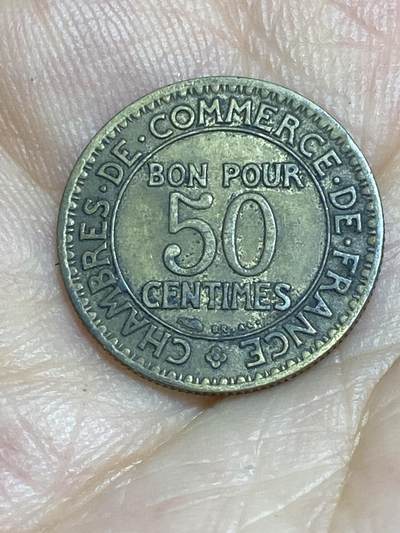 CHAMBRES·DE·COMMERCE·DE·FRANCE
BON POUR
50
CENTIMES